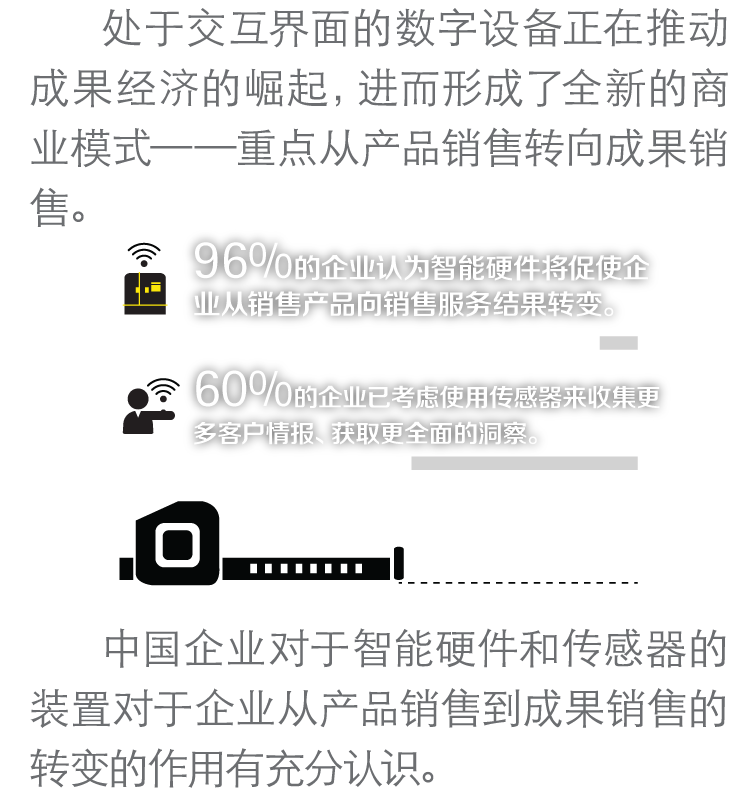 处于交互界面的数字设备正在推动
成果经济的崛起，进而形成了全新的商
业模式——重点从产品销售转向成果销
售。
96%的企业认为智能硬件将促使企
业从销售产品向销售服务结果转变。
60%的企业已考虑使用传感器来收集更
多客户情报、获取更全面的洞察。
中国企业对于智能硬件和传感器的
装置对于企业从产品销售到成果销售的
转变的作用有充分认识。